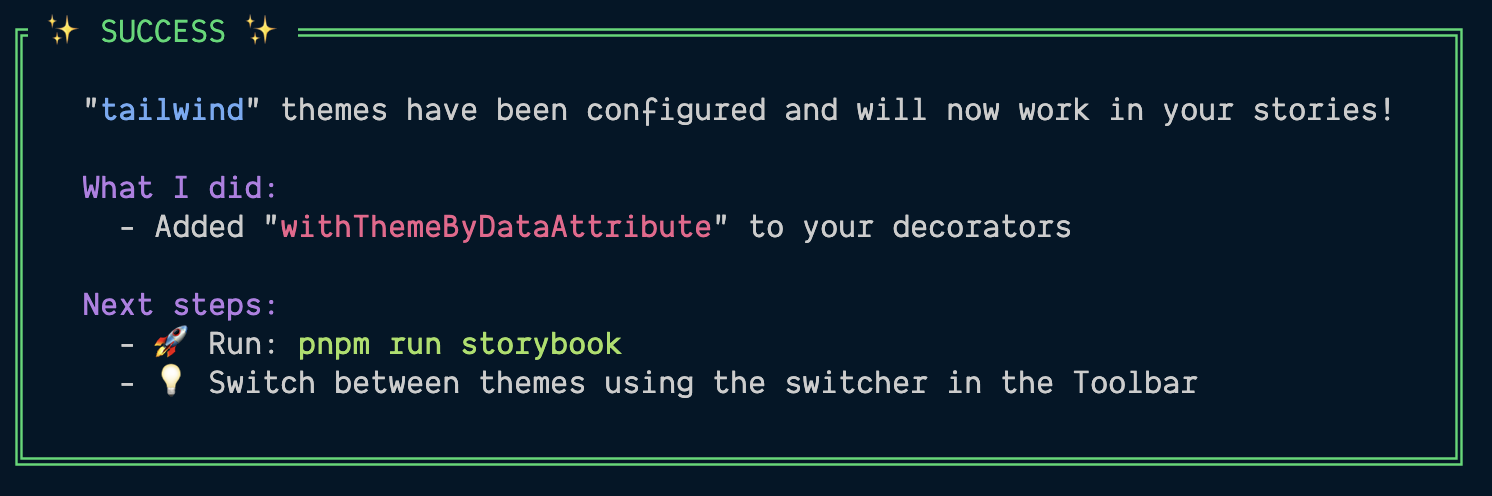 ✨ SUCCESS ✨
"tailwind" themes have been configured and will now work in your stories!
What I did:
- Added "withThemeByDataAttribute" to your decorators
Next steps:
- 🚀 Run: pnpm run storybook
- 💡 Switch between themes using the switcher in the Toolbar